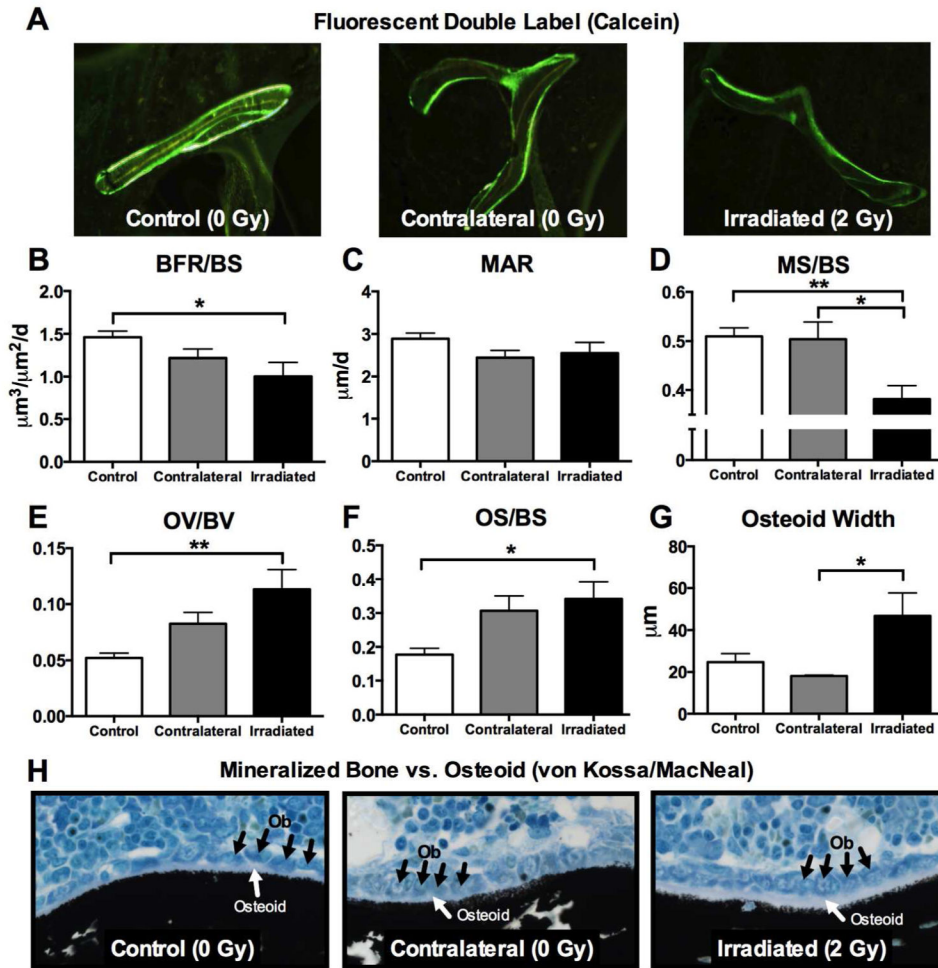 A
Fluorescent Double Label (Calcein)
Control (0 Gy)
Contralateral (0 Gy)
Irradiated (2 Gy)
B
BFR/BS
μm³/μm²/d
2.0
1.5
1.0
0.5
0.0
*
Control
Contralateral
Irradiated
C
MAR
μm/d
4
3
2
1
0
Control
Contralateral
Irradiated
D
MS/BS
**
*
0.5
0.4
0
Control
Contralateral
Irradiated
E
OV/BV
0.15
0.10
0.05
0.00
**
Control
Contralateral
Irradiated
F
OS/BS
0.5
0.4
0.3
0.2
0.1
0.0
*
Control
Contralateral
Irradiated
G
Osteoid Width
μm
80
60
40
20
0
*
Control
Contralateral
Irradiated
H
Mineralized Bone vs. Osteoid (von Kossa/MacNeal)
Ob
Osteoid
Control (0 Gy)
Ob
Osteoid
Contralateral (0 Gy)
Ob
Osteoid
Irradiated (2 Gy)